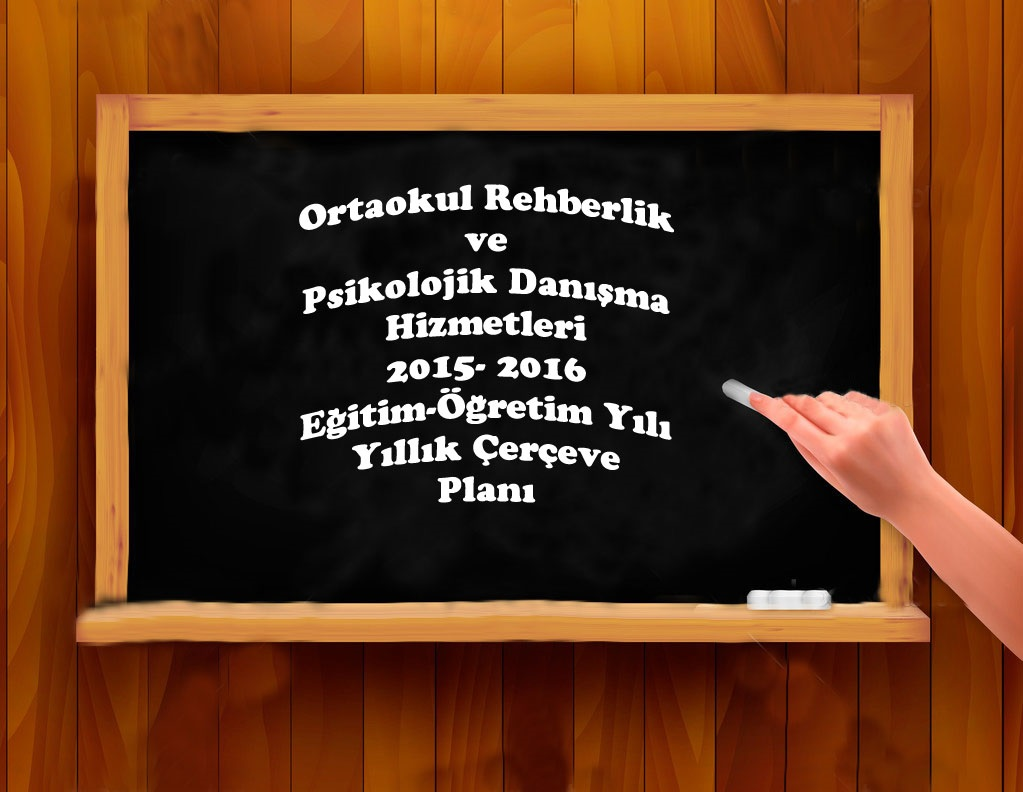 Ortaokul Rehberlik
ve
Psikolojik Danışma
Hizmetleri
2015- 2016
Eğitim-Öğretim Yılı
Yıllık Çerçeve
Planı